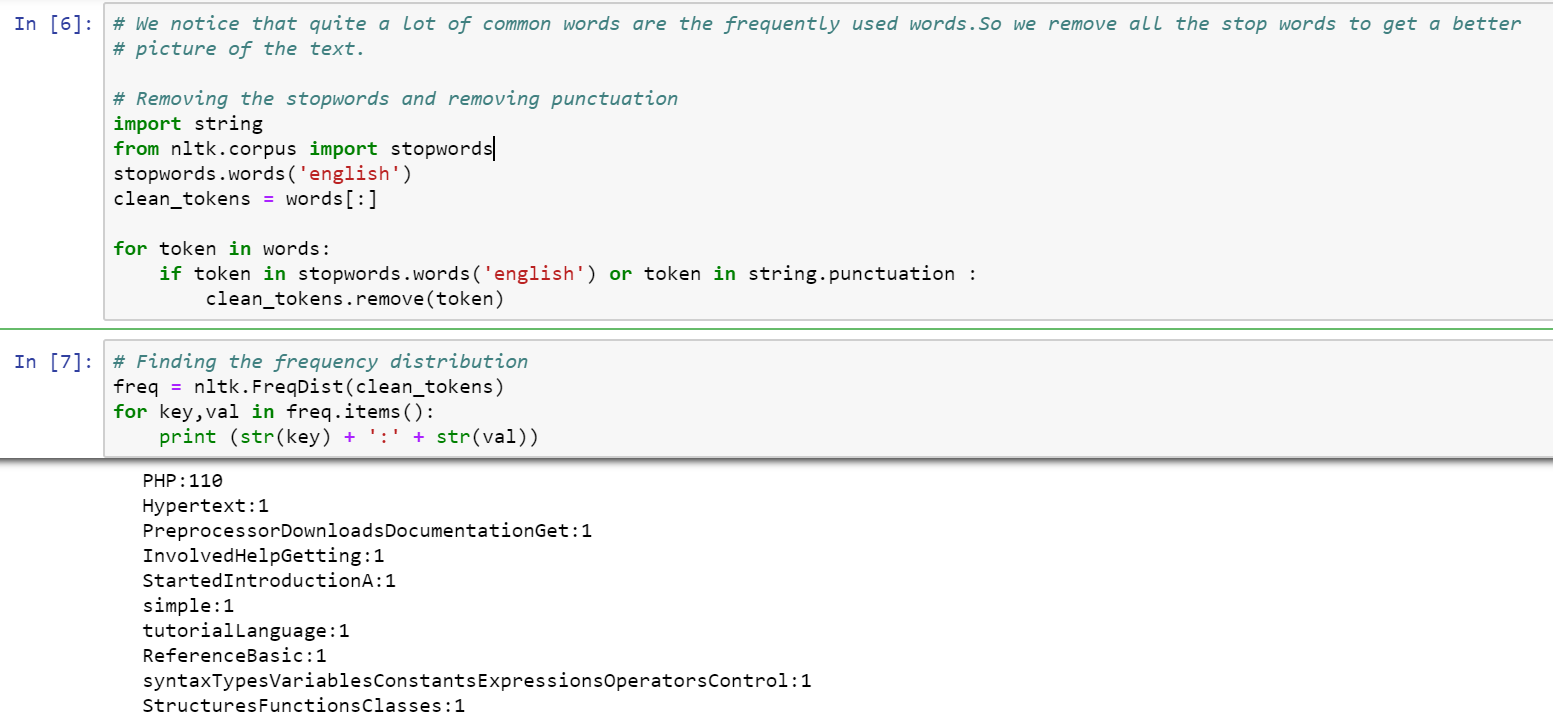 In [6]: # We notice that quite a lot of common words are the frequently used words.So we remove all the stop words to get a better
# picture of the text.
# Removing the stopwords and removing punctuation
import string
from nltk.corpus import stopwords
stopwords.words('english')
clean_tokens = words[:]
for token in words:
    if token in stopwords.words('english') or token in string.punctuation :
        clean_tokens.remove(token)
In [7]: # Finding the frequency distribution
freq = nltk.FreqDist(clean_tokens)
for key,val in freq.items():
    print (str(key) + ':' + str(val))
PHP:110
Hypertext:1
PreprocessorDownloadsDocumentationGet:1
InvolvedHelpGetting:1
StartedIntroductionA:1
simple:1
tutorialLanguage:1
ReferenceBasic:1
syntaxTypesVariablesConstantsExpressionsOperatorsControl:1
StructuresFunctionsClasses:1